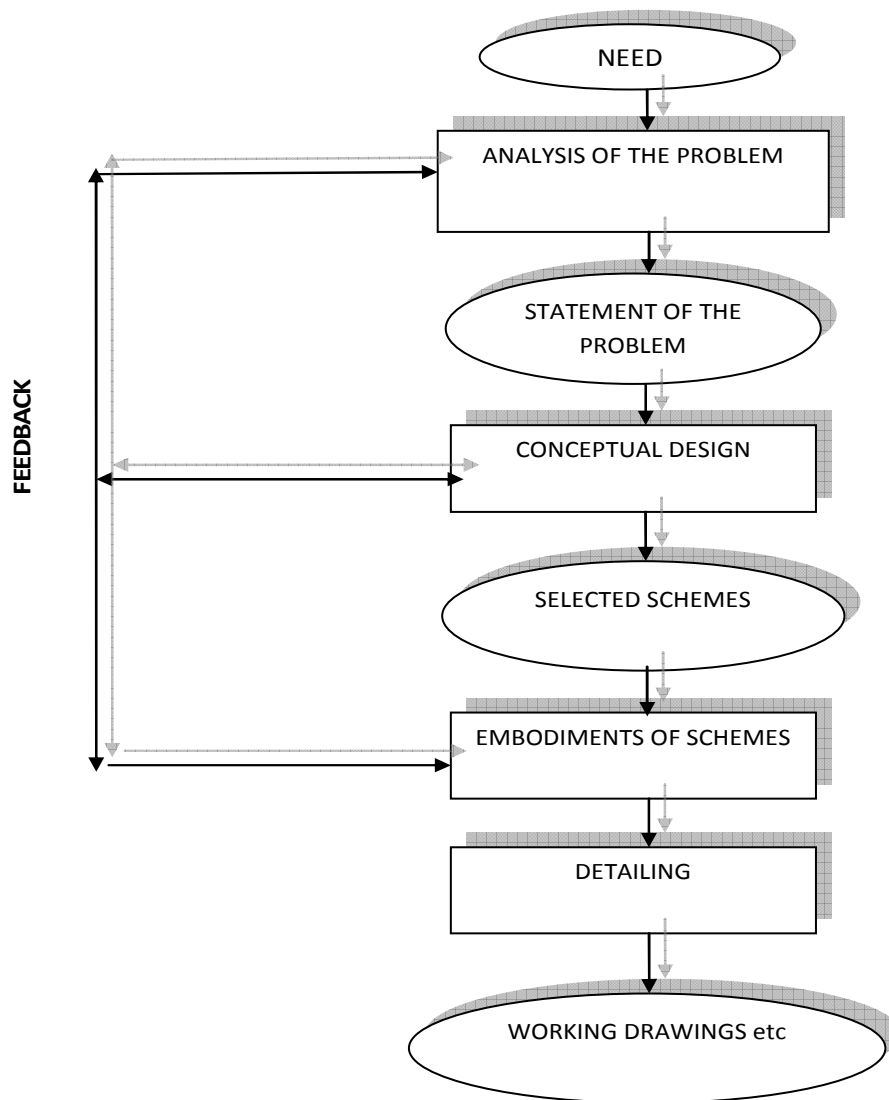 NEED
ANALYSIS OF THE PROBLEM
STATEMENT OF THE
PROBLEM
FEEDBACK
CONCEPTUAL DESIGN
SELECTED SCHEMES
EMBODIMENTS OF SCHEMES
DETAILING
WORKING DRAWINGS etc